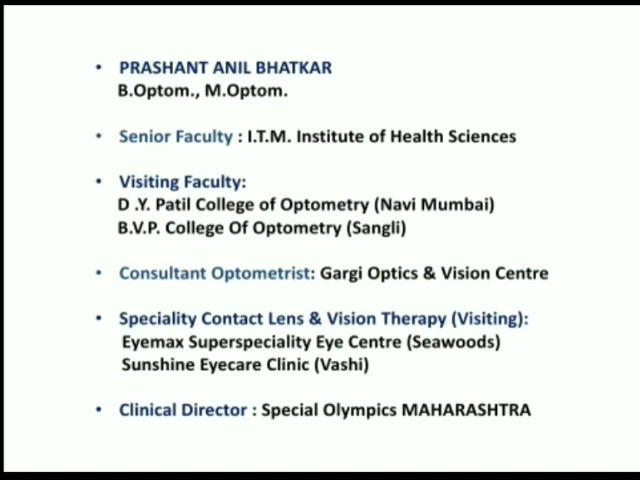 • PRASHANT ANIL BHATKAR
B.Optom., M.Optom.
• Senior Faculty : I.T.M. Institute of Health Sciences
• Visiting Faculty:
D .Y. Patil College of Optometry (Navi Mumbai)
B.V.P. College Of Optometry (Sangli)
• Consultant Optometrist: Gargi Optics & Vision Centre
• Speciality Contact Lens & Vision Therapy (Visiting):
Eyemax Superspeciality Eye Centre (Seawoods)
Sunshine Eyecare Clinic (Vashi)
• Clinical Director : Special Olympics MAHARASHTRA